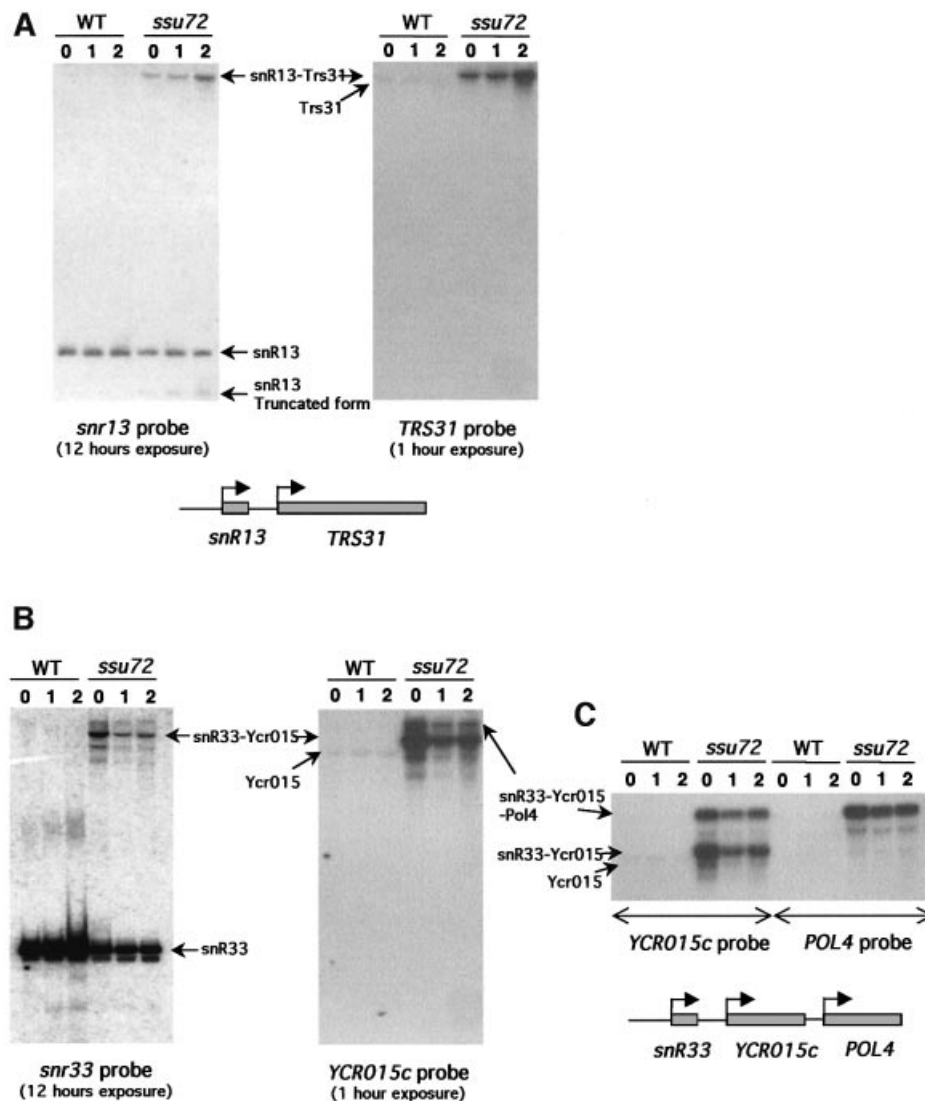 A
WT ssu72
0 1 2 0 1 2
snR13-Trs31
Trs31
snR13
snR13
Truncated form
snr13 probe
(12 hours exposure)
WT ssu72
0 1 2 0 1 2
TRS31 probe
(1 hour exposure)
snR13 TRS31
B
WT ssu72
0 1 2 0 1 2
snR33-Ycr015
Ycr015
snR33
snr33 probe
(12 hours exposure)
WT ssu72
0 1 2 0 1 2
YCR015c probe
(1 hour exposure)
C
WT ssu72 WT ssu72
0 1 2 0 1 2 0 1 2 0 1 2
snR33-Ycr015
-Pol4
snR33-Ycr015
Ycr015
YCR015c probe POL4 probe
snR33 YCR015c POL4